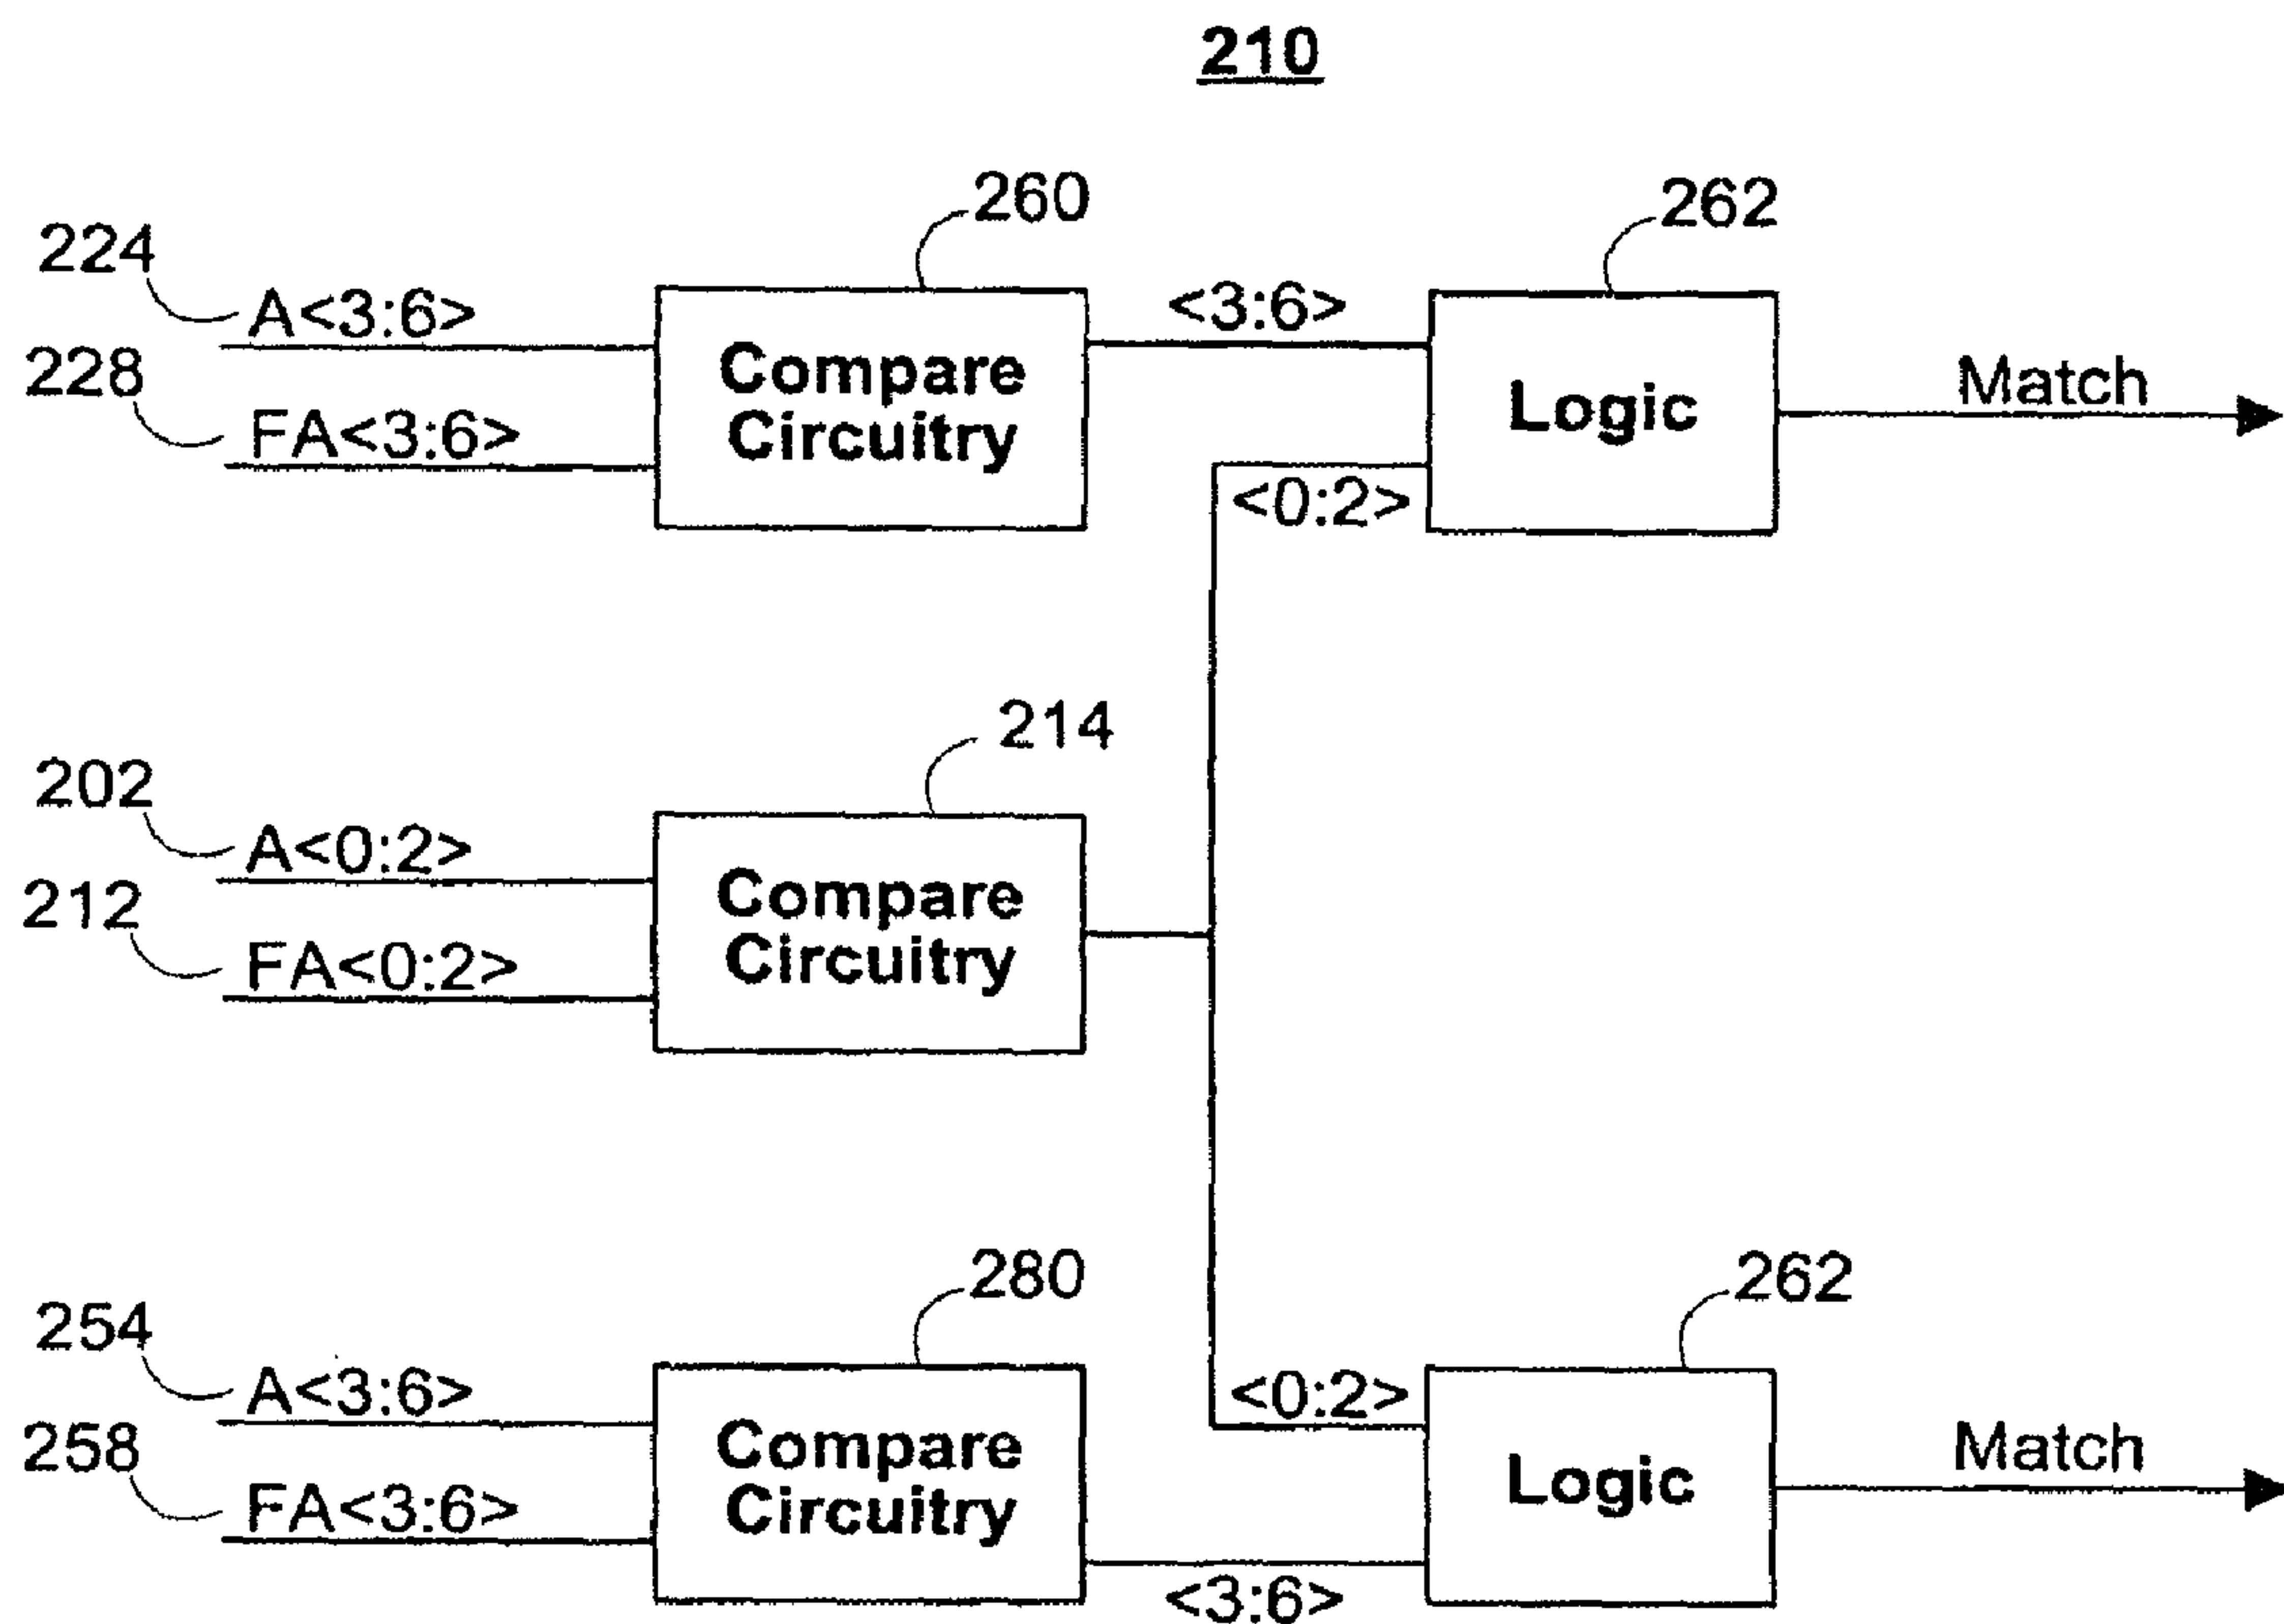 210
260
262
224
A<3:6>
<3:6>
228
FA<3:6>
Compare
Circuitry
Logic
Match
<0:2>
214
202
A<0:2>
212
FA<0:2>
Compare
Circuitry
280
262
254
A<3:6>
<0:2>
258
FA<3:6>
Compare
Circuitry
Logic
Match
<3:6>